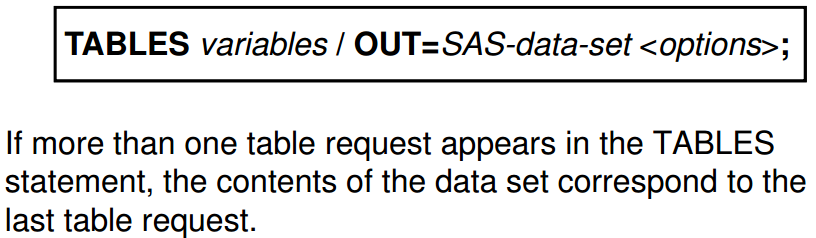 TABLES variables / OUT=SAS-data-set <options>;
If more than one table request appears in the TABLES
statement, the contents of the data set correspond to the
last table request.